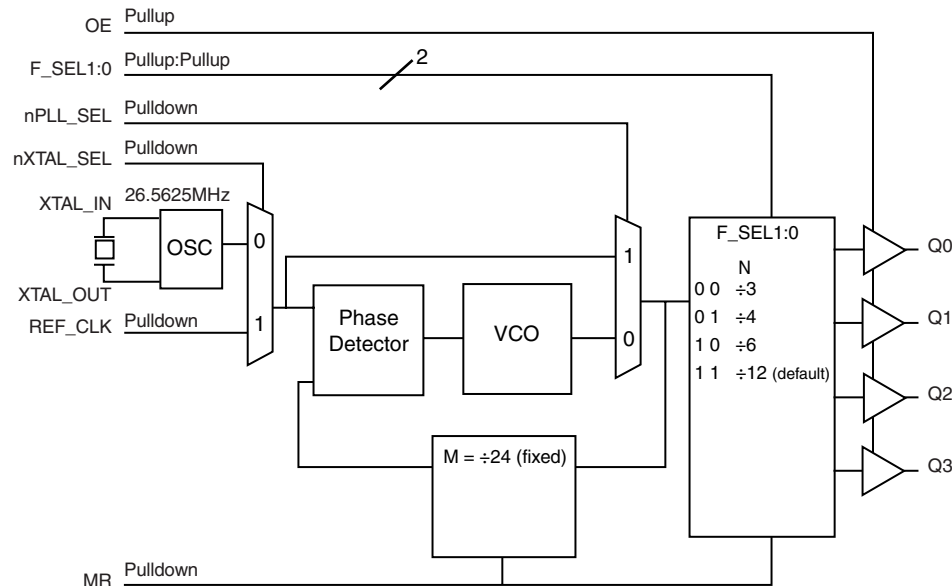 OE Pullup
F_SEL1:0 Pullup:Pullup 2
nPLL_SEL Pulldown
nXTAL_SEL Pulldown
XTAL_IN 26.5625MHz
OSC
XTAL_OUT
REF_CLK Pulldown
0
1
Phase
Detector
VCO
1
0
M = ÷24 (fixed)
F_SEL1:0
N
0 0 ÷3
0 1 ÷4
1 0 ÷6
1 1 ÷12 (default)
Q0
Q1
Q2
Q3
MR Pulldown